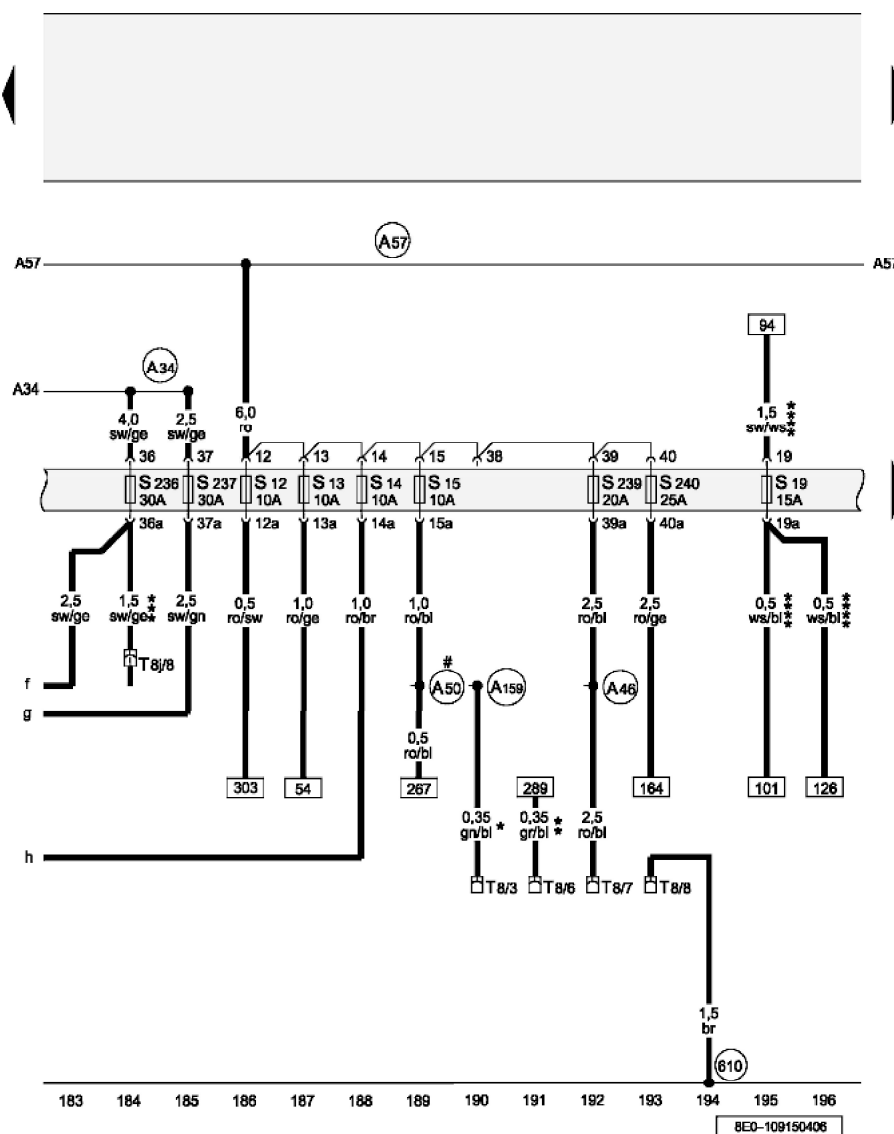 A57
A57 A57
94
A34
A34
4,0 2,5 6,0 1,5
sw/ge sw/ge ro sw/ws ****
36 37 12 13 14 15 38 39 40 19
S 236 S 237 S 12 S 13 S 14 S 15 S 239 S 240 S 19
30A 30A 10A 10A 10A 10A 20A 25A 15A
36a 37a 12a 13a 14a 15a 39a 40a 19a
2,5 1,5 2,5 0,5 1,0 1,0 1,0 2,5 2,5 0,5 0,5
sw/ge sw/ge *** sw/gn ro/sw ro/ge ro/br ro/bl ro/bl ro/ge ws/bl **** ws/bl ****
T8j/8
#
f A50 A159 A46
g
0,5
ro/bl
303 54 267 289 164 101 126
0,35 0,35 2,5
gn/bl * gr/bl ** ro/bl
h
T8/3 T8/6 T8/7 T8/8
1,5
br
610
183 184 185 186 187 188 189 190 191 192 193 194 195 196
8E0-109150406